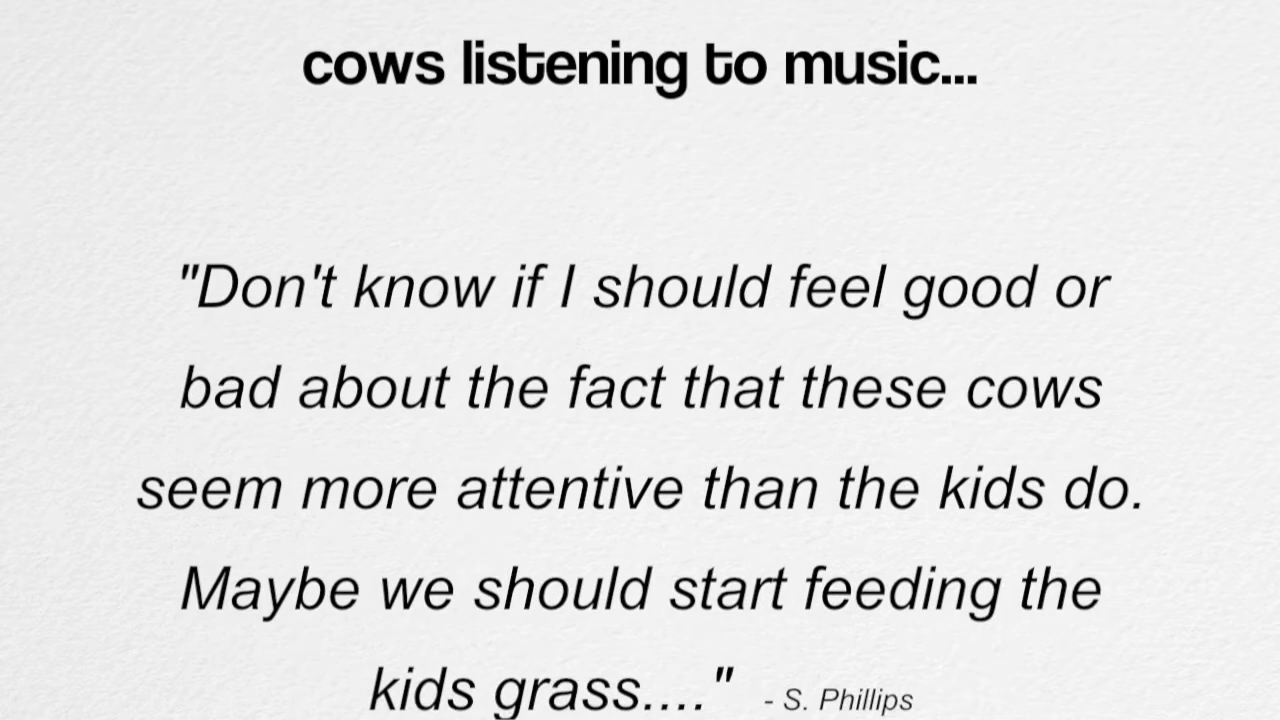 cows listening to music...
"Don't know if I should feel good or
bad about the fact that these cows
seem more attentive than the kids do.
Maybe we should start feeding the
kids grass...." - S. Phillips